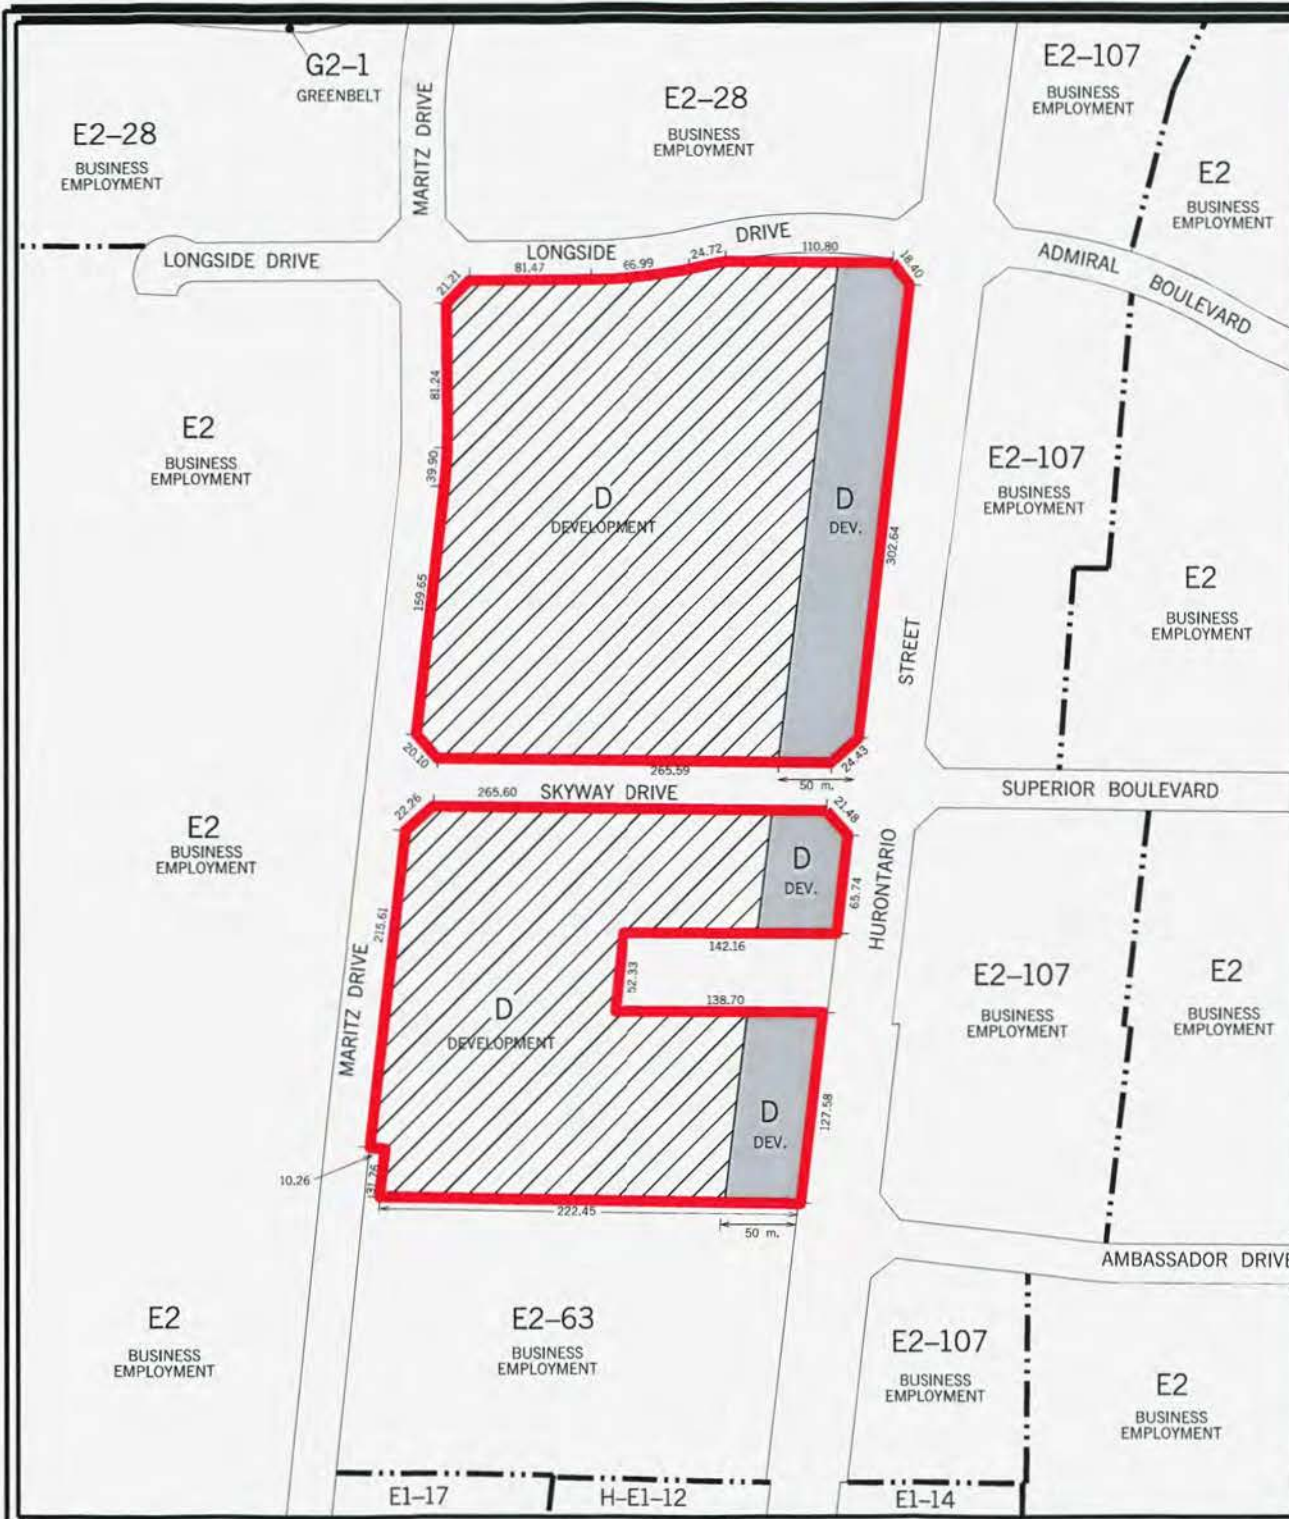 G2–1
GREENBELT
E2–28
BUSINESS
EMPLOYMENT
MARITZ DRIVE
E2–28
BUSINESS
EMPLOYMENT
E2–107
BUSINESS
EMPLOYMENT
E2
BUSINESS
EMPLOYMENT
LONGSIDE DRIVE
LONGSIDE
DRIVE
ADMIRAL
BOULEVARD
21.21
81.47
66.99
24.72
110.80
18.40
81.24
39.90
159.65
E2
BUSINESS
EMPLOYMENT
D
DEVELOPMENT
D
DEV.
302.64
E2–107
BUSINESS
EMPLOYMENT
E2
BUSINESS
EMPLOYMENT
STREET
20.10
265.59
24.43
50 m.
SKYWAY DRIVE
SUPERIOR BOULEVARD
22.26
265.60
21.48
E2
BUSINESS
EMPLOYMENT
D
DEV.
65.74
HURONTARIO
215.61
142.16
52.33
138.70
MARITZ DRIVE
D
DEVELOPMENT
E2–107
BUSINESS
EMPLOYMENT
E2
BUSINESS
EMPLOYMENT
D
DEV.
127.58
10.26
222.45
50 m.
AMBASSADOR DRIVE
E2
BUSINESS
EMPLOYMENT
E2–63
BUSINESS
EMPLOYMENT
E2–107
BUSINESS
EMPLOYMENT
E2
BUSINESS
EMPLOYMENT
E1–17
H–E1–12
E1–14